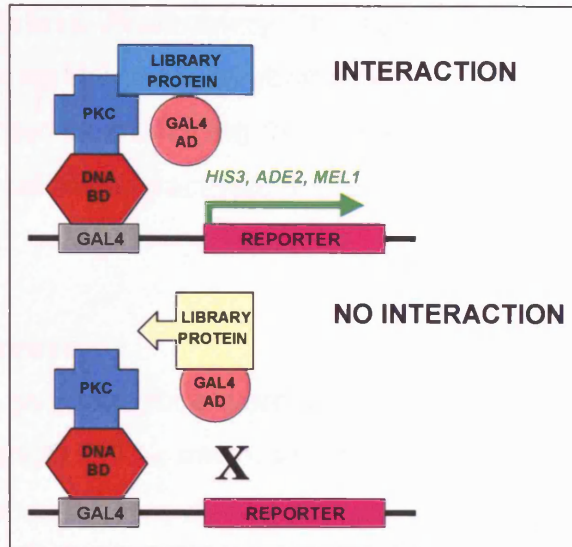 LIBRARY
PROTEIN
INTERACTION
PKC
GAL4
AD
DNA
BD
HIS3, ADE2, MEL1
GAL4
REPORTER
NO INTERACTION
LIBRARY
PROTEIN
PKC
GAL4
AD
DNA
BD
X
GAL4
REPORTER